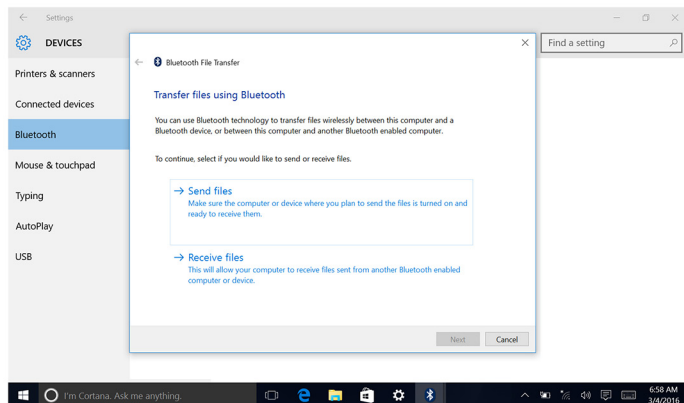 Settings
DEVICES
Find a setting
Printers & scanners
Connected devices
Bluetooth
Mouse & touchpad
Typing
AutoPlay
USB
Bluetooth File Transfer
Transfer files using Bluetooth
You can use Bluetooth technology to transfer files wirelessly between this computer and a
Bluetooth device, or between this computer and another Bluetooth enabled computer.
To continue, select if you would like to send or receive files.
Send files
Make sure the computer or device where you plan to send the files is turned on and
ready to receive them.
Receive files
This will allow your computer to receive files sent from another Bluetooth enabled
computer or device.
Next
Cancel
I'm Cortana. Ask me anything.
6:58 AM
3/4/2016